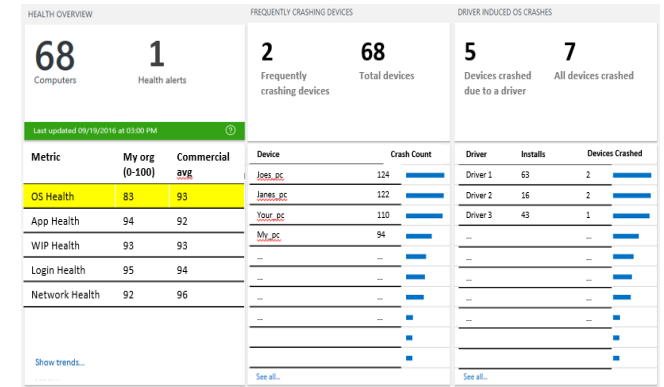 HEALTH OVERVIEW
68
1
Computers
Health alerts
Last updated 09/19/2016 at 03:00 PM ?
Metric My org Commercial
(0-100) avg
OS Health 83 93
App Health 94 92
WIP Health 93 93
Login Health 95 94
Network Health 92 96
Show trends...
FREQUENTLY CRASHING DEVICES
2 68
Frequently Total devices
crashing devices
Device Crash Count
Joes_pc 124
Janes_pc 122
Your_pc 110
My_pc 94
... ...
... ...
... ...
... ...
See all...
DRIVER INDUCED OS CRASHES
5 7
Devices crashed All devices crashed
due to a driver
Driver Installs Devices Crashed
Driver 1 63 2
Driver 2 16 2
Driver 3 43 1
... ...
... ...
... ...
... ...
... ...
See all...